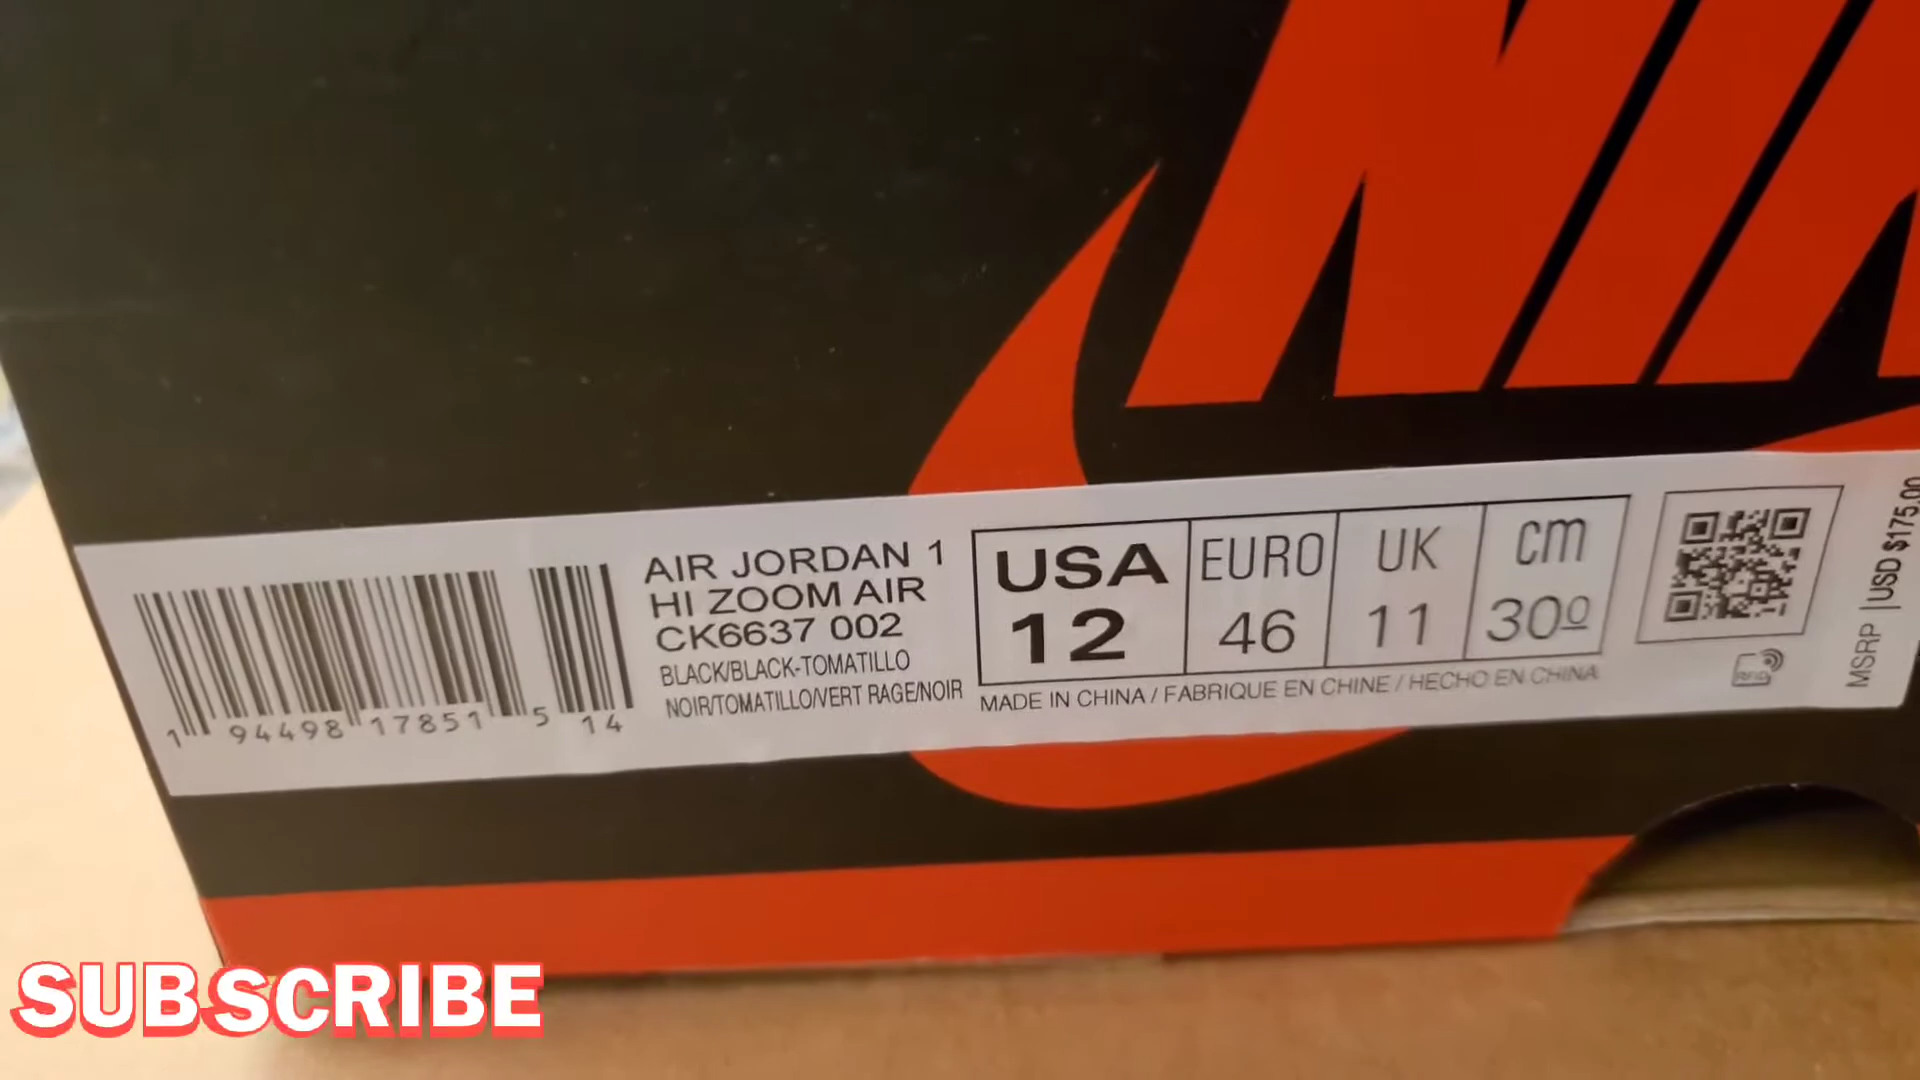 AIR JORDAN 1
HI ZOOM AIR
CK6637 002
BLACK/BLACK-TOMATILLO
NOIR/TOMATILLO/VERT RAGE/NOIR
USA
12
EURO
46
UK
11
cm
30º
MADE IN CHINA / FABRIQUE EN CHINE / HECHO EN CHINA
RFID
MSRP USD $175.00
1 94498 17851 5 14
SUBSCRIBE